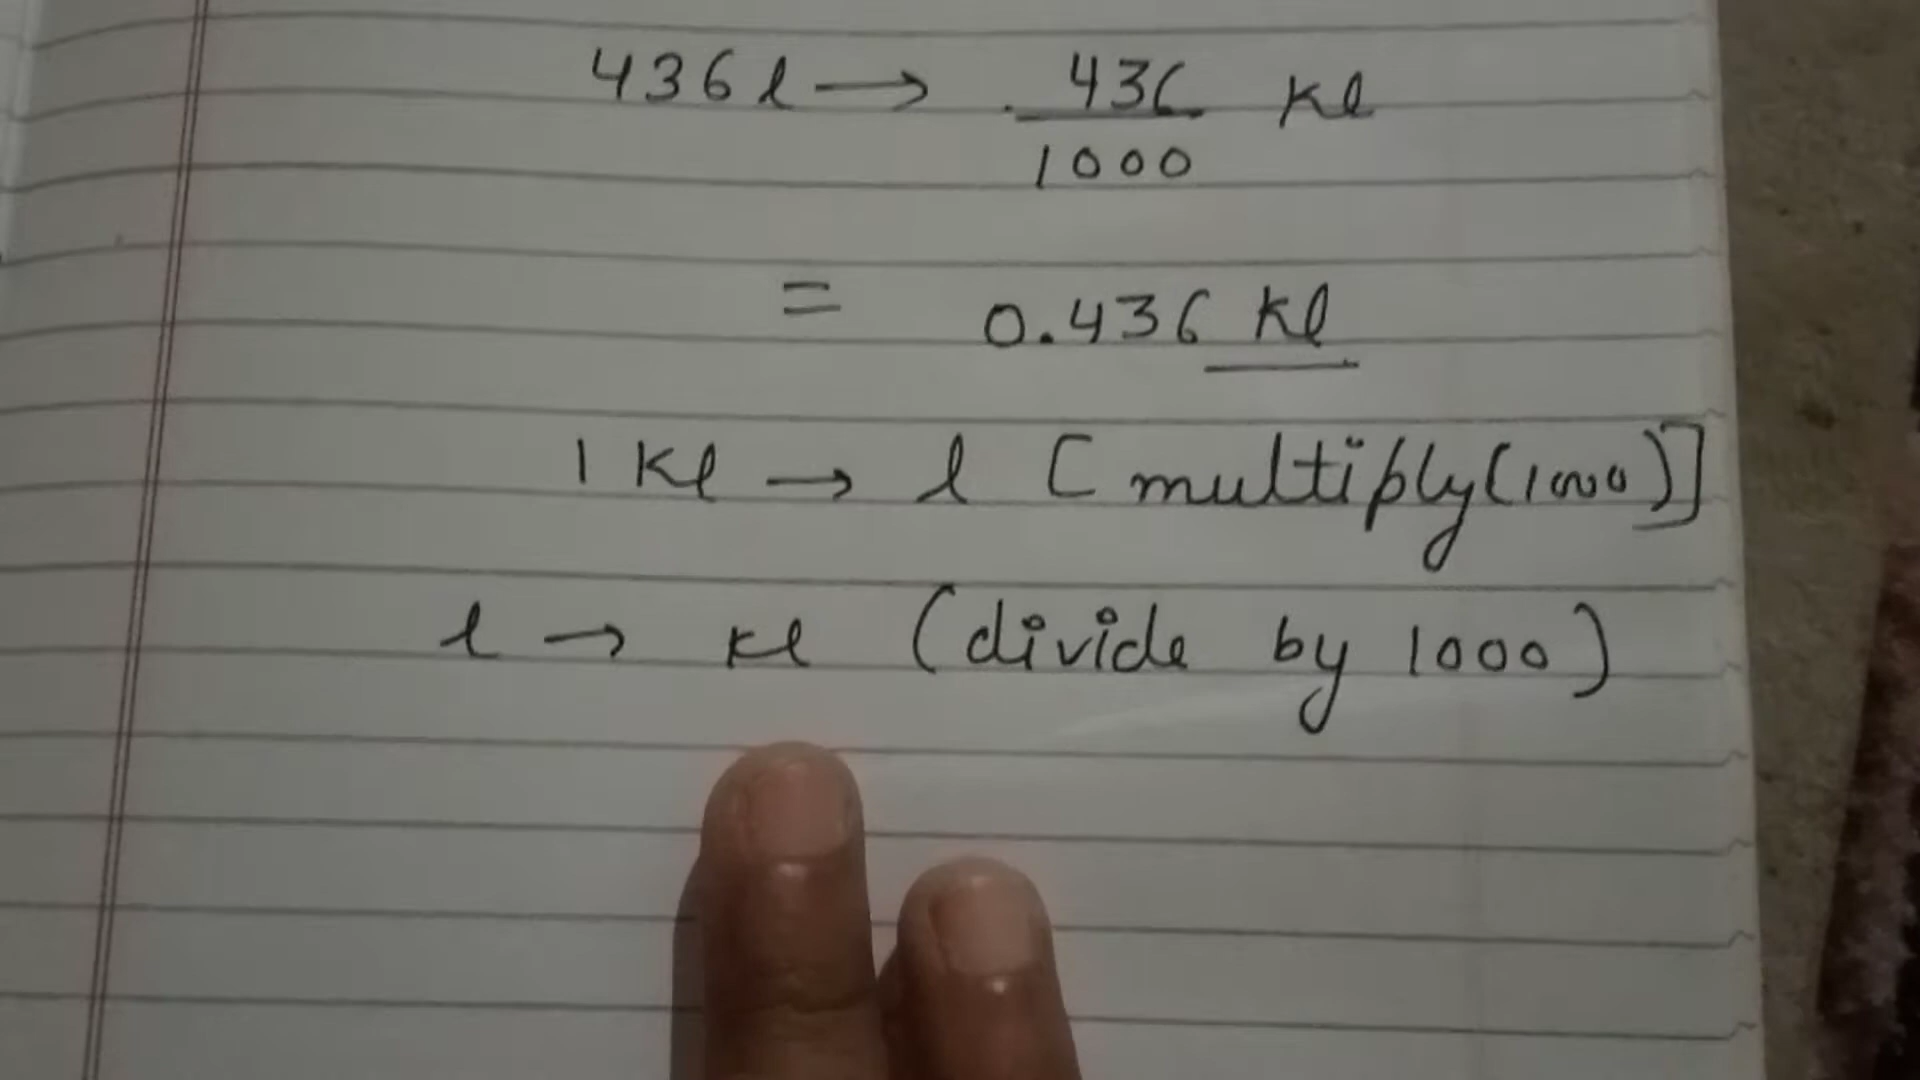 436 l → 436/1000 Kl
= 0.436 Kl
1 Kl → l [multiply(1000)]
l → Kl (divide by 1000)